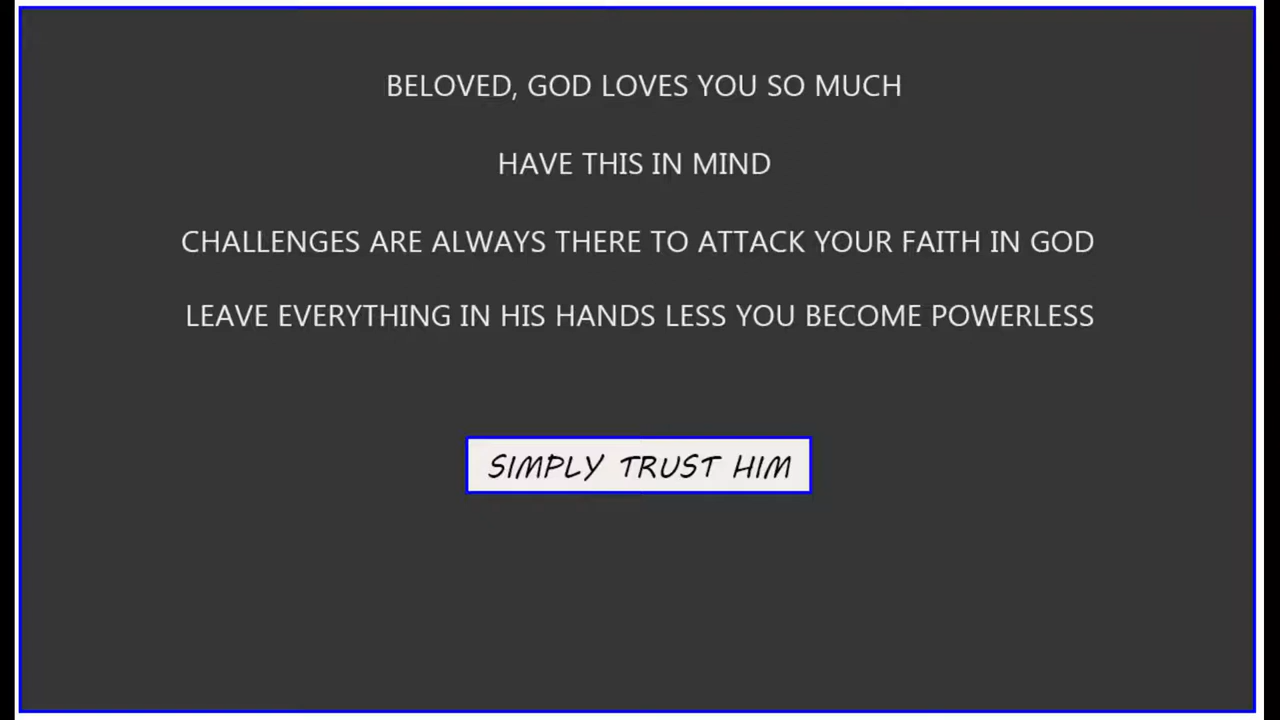 BELOVED, GOD LOVES YOU SO MUCH
HAVE THIS IN MIND
CHALLENGES ARE ALWAYS THERE TO ATTACK YOUR FAITH IN GOD
LEAVE EVERYTHING IN HIS HANDS LESS YOU BECOME POWERLESS
SIMPLY TRUST HIM